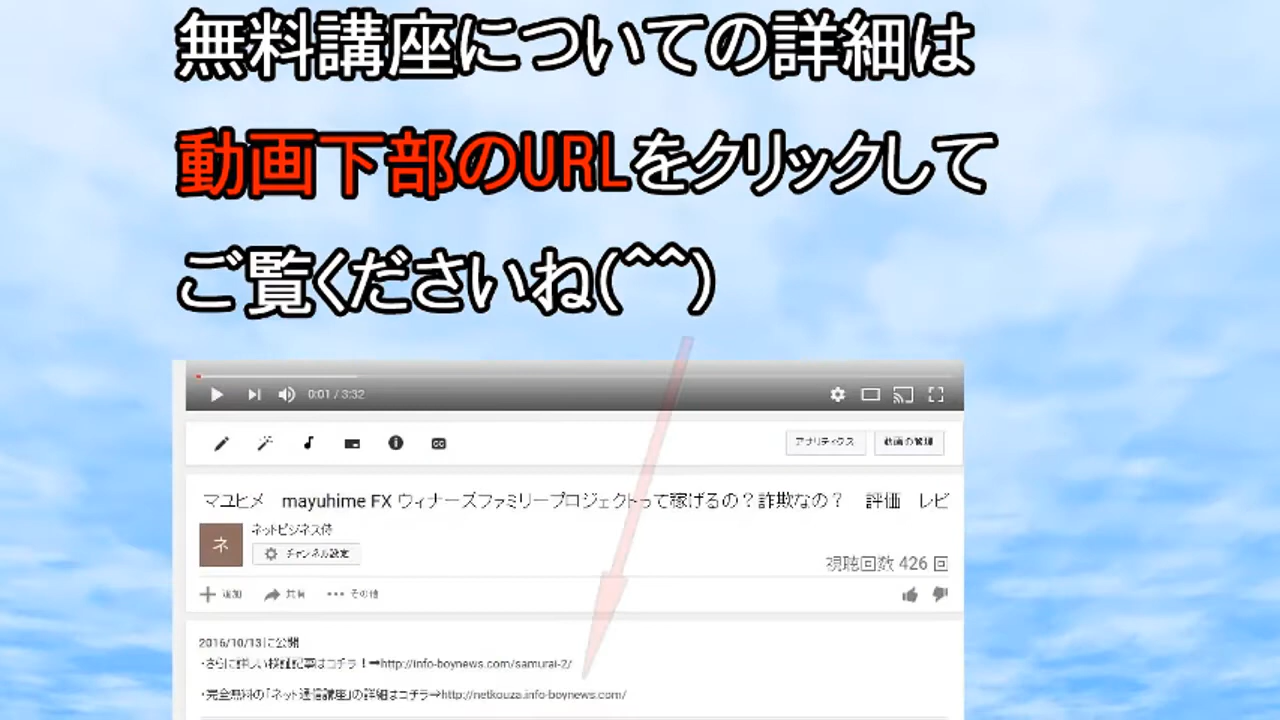 無料講座についての詳細は
動画下部のURLをクリックして
ご覧くださいね(^^)
0:01 / 3:32
アナリティクス
動画の管理
マユヒメ　mayuhime FX ウィナーズファミリープロジェクトって稼げるの？詐欺なの？　評価　レビ
ネ
ネットビジネス侍
チャンネル設定
視聴回数 426 回
追加
共有
••• その他
2016/10/13 に公開
・さらに詳しい検証記事はコチラ！⇒http://info-boynews.com/samurai-2/
・完全無料の「ネット通信講座」の詳細はコチラ⇒http://netkouza.info-boynews.com/